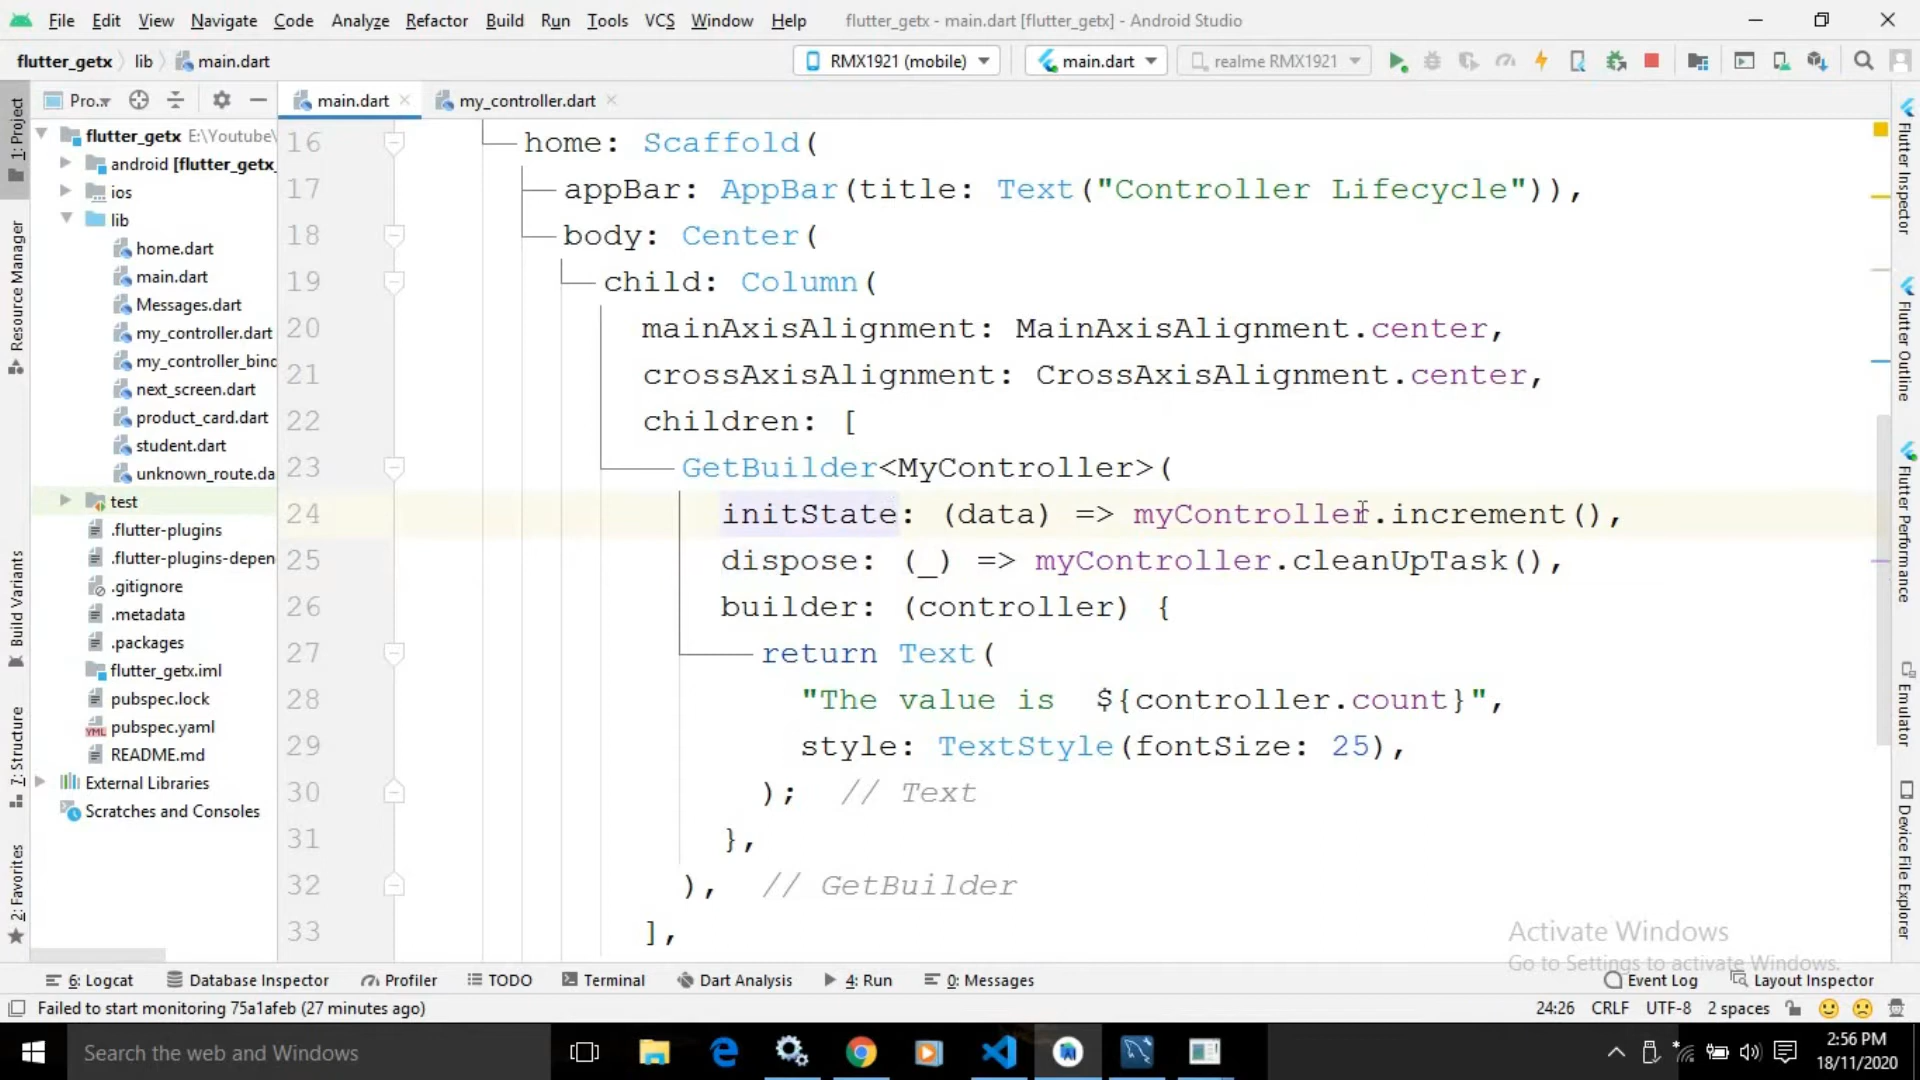 File Edit View Navigate Code Analyze Refactor Build Run Tools VCS Window Help flutter_getx - main.dart [flutter_getx] - Android Studio
flutter_getx lib main.dart RMX1921 (mobile) main.dart realme RMX1921
Pro... main.dart my_controller.dart
1: Project
Resource Manager
Build Variants
7: Structure
2: Favorites
flutter_getx E:\Youtube\
android [flutter_getx_
ios
lib
home.dart
main.dart
Messages.dart
my_controller.dart
my_controller_bind
next_screen.dart
product_card.dart
student.dart
unknown_route.da
test
.flutter-plugins
.flutter-plugins-depen
.gitignore
.metadata
.packages
flutter_getx.iml
pubspec.lock
pubspec.yaml
README.md
External Libraries
Scratches and Consoles
16 home: Scaffold(
17 appBar: AppBar(title: Text("Controller Lifecycle")),
18 body: Center(
19 child: Column(
20 mainAxisAlignment: MainAxisAlignment.center,
21 crossAxisAlignment: CrossAxisAlignment.center,
22 children: [
23 GetBuilder<MyController>(
24 initState: (data) => myController.increment(),
25 dispose: (_) => myController.cleanUpTask(),
26 builder: (controller) {
27 return Text(
28 "The value is  ${controller.count}",
29 style: TextStyle(fontSize: 25),
30 ); // Text
31 },
32 ), // GetBuilder
33 ],
Flutter Inspector
Flutter Outline
Flutter Performance
Emulator
Device File Explorer
Activate Windows
Go to Settings to activate Windows.
6: Logcat Database Inspector Profiler TODO Terminal Dart Analysis 4: Run 0: Messages Event Log Layout Inspector
Failed to start monitoring 75a1afeb (27 minutes ago) 24:26 CRLF UTF-8 2 spaces
Search the web and Windows
2:56 PM
18/11/2020